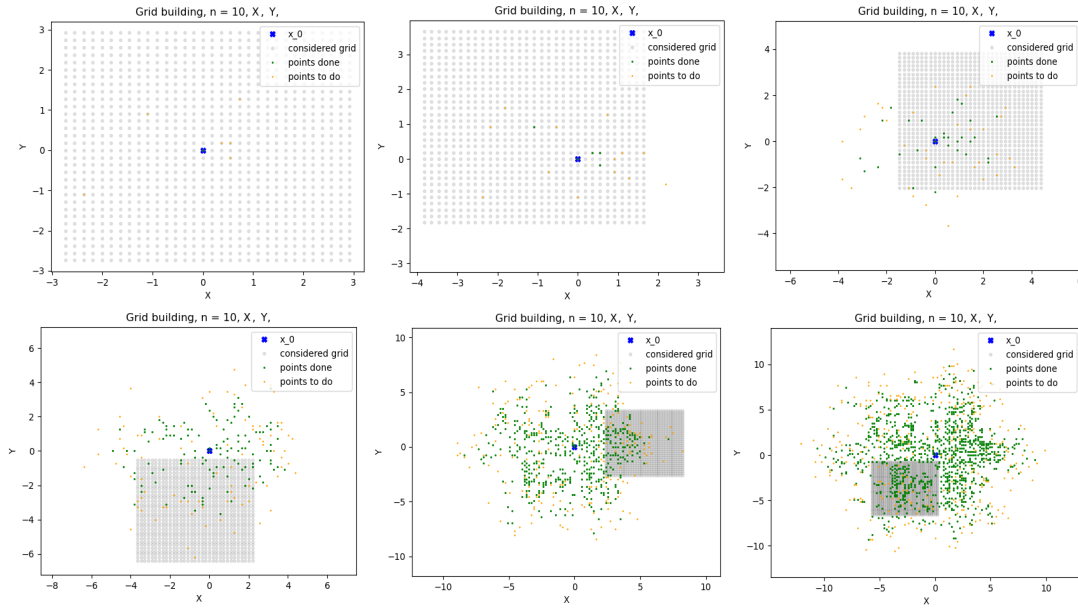 Grid building, n = 10, X, Y,
x_0
considered grid
points done
points to do
3
2
1
0
−1
−2
−3
Y
−3
−2
−1
0
1
2
3
X
Grid building, n = 10, X, Y,
x_0
considered grid
points done
points to do
4
3
2
1
0
−1
−2
−3
Y
−4
−3
−2
−1
0
1
2
3
X
Grid building, n = 10, X, Y,
x_0
considered grid
points done
points to do
4
2
0
−2
−4
Y
−6
−4
−2
0
2
4
X
Grid building, n = 10, X, Y,
x_0
considered grid
points done
points to do
6
4
2
0
−2
−4
−6
Y
−8
−6
−4
−2
0
2
4
6
X
Grid building, n = 10, X, Y,
x_0
considered grid
points done
points to do
10
5
0
−5
−10
Y
−10
−5
0
5
10
X
Grid building, n = 10, X, Y,
x_0
considered grid
points done
points to do
10
5
0
−5
−10
Y
−10
−5
0
5
10
X